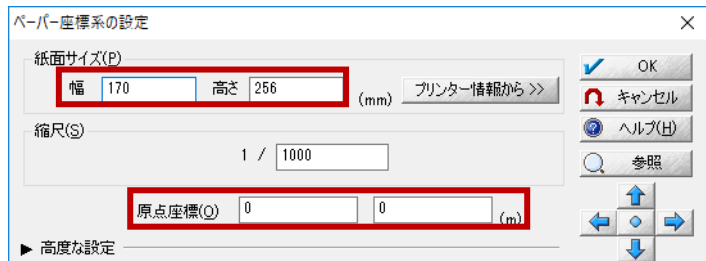 ペーパー座標系の設定
紙面サイズ(P)
幅 170 高さ 256 (mm) プリンター情報から >>
縮尺(S)
1 / 1000
原点座標(O) 0 0 (m)
▶ 高度な設定
OK
キャンセル
ヘルプ(H)
参照